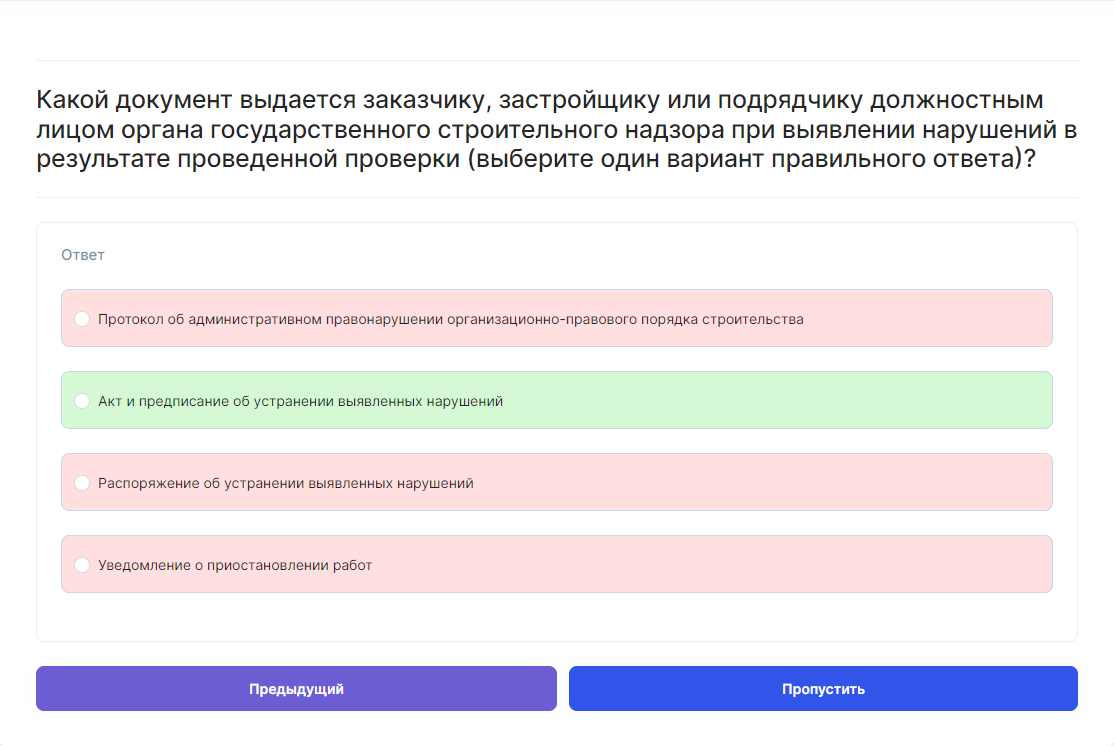 Какой документ выдается заказчику, застройщику или подрядчику должностным
лицом органа государственного строительного надзора при выявлении нарушений в
результате проведенной проверки (выберите один вариант правильного ответа)?
Ответ
Протокол об административном правонарушении организационно-правового порядка строительства
Акт и предписание об устранении выявленных нарушений
Распоряжение об устранении выявленных нарушений
Уведомление о приостановлении работ
Предыдущий
Пропустить